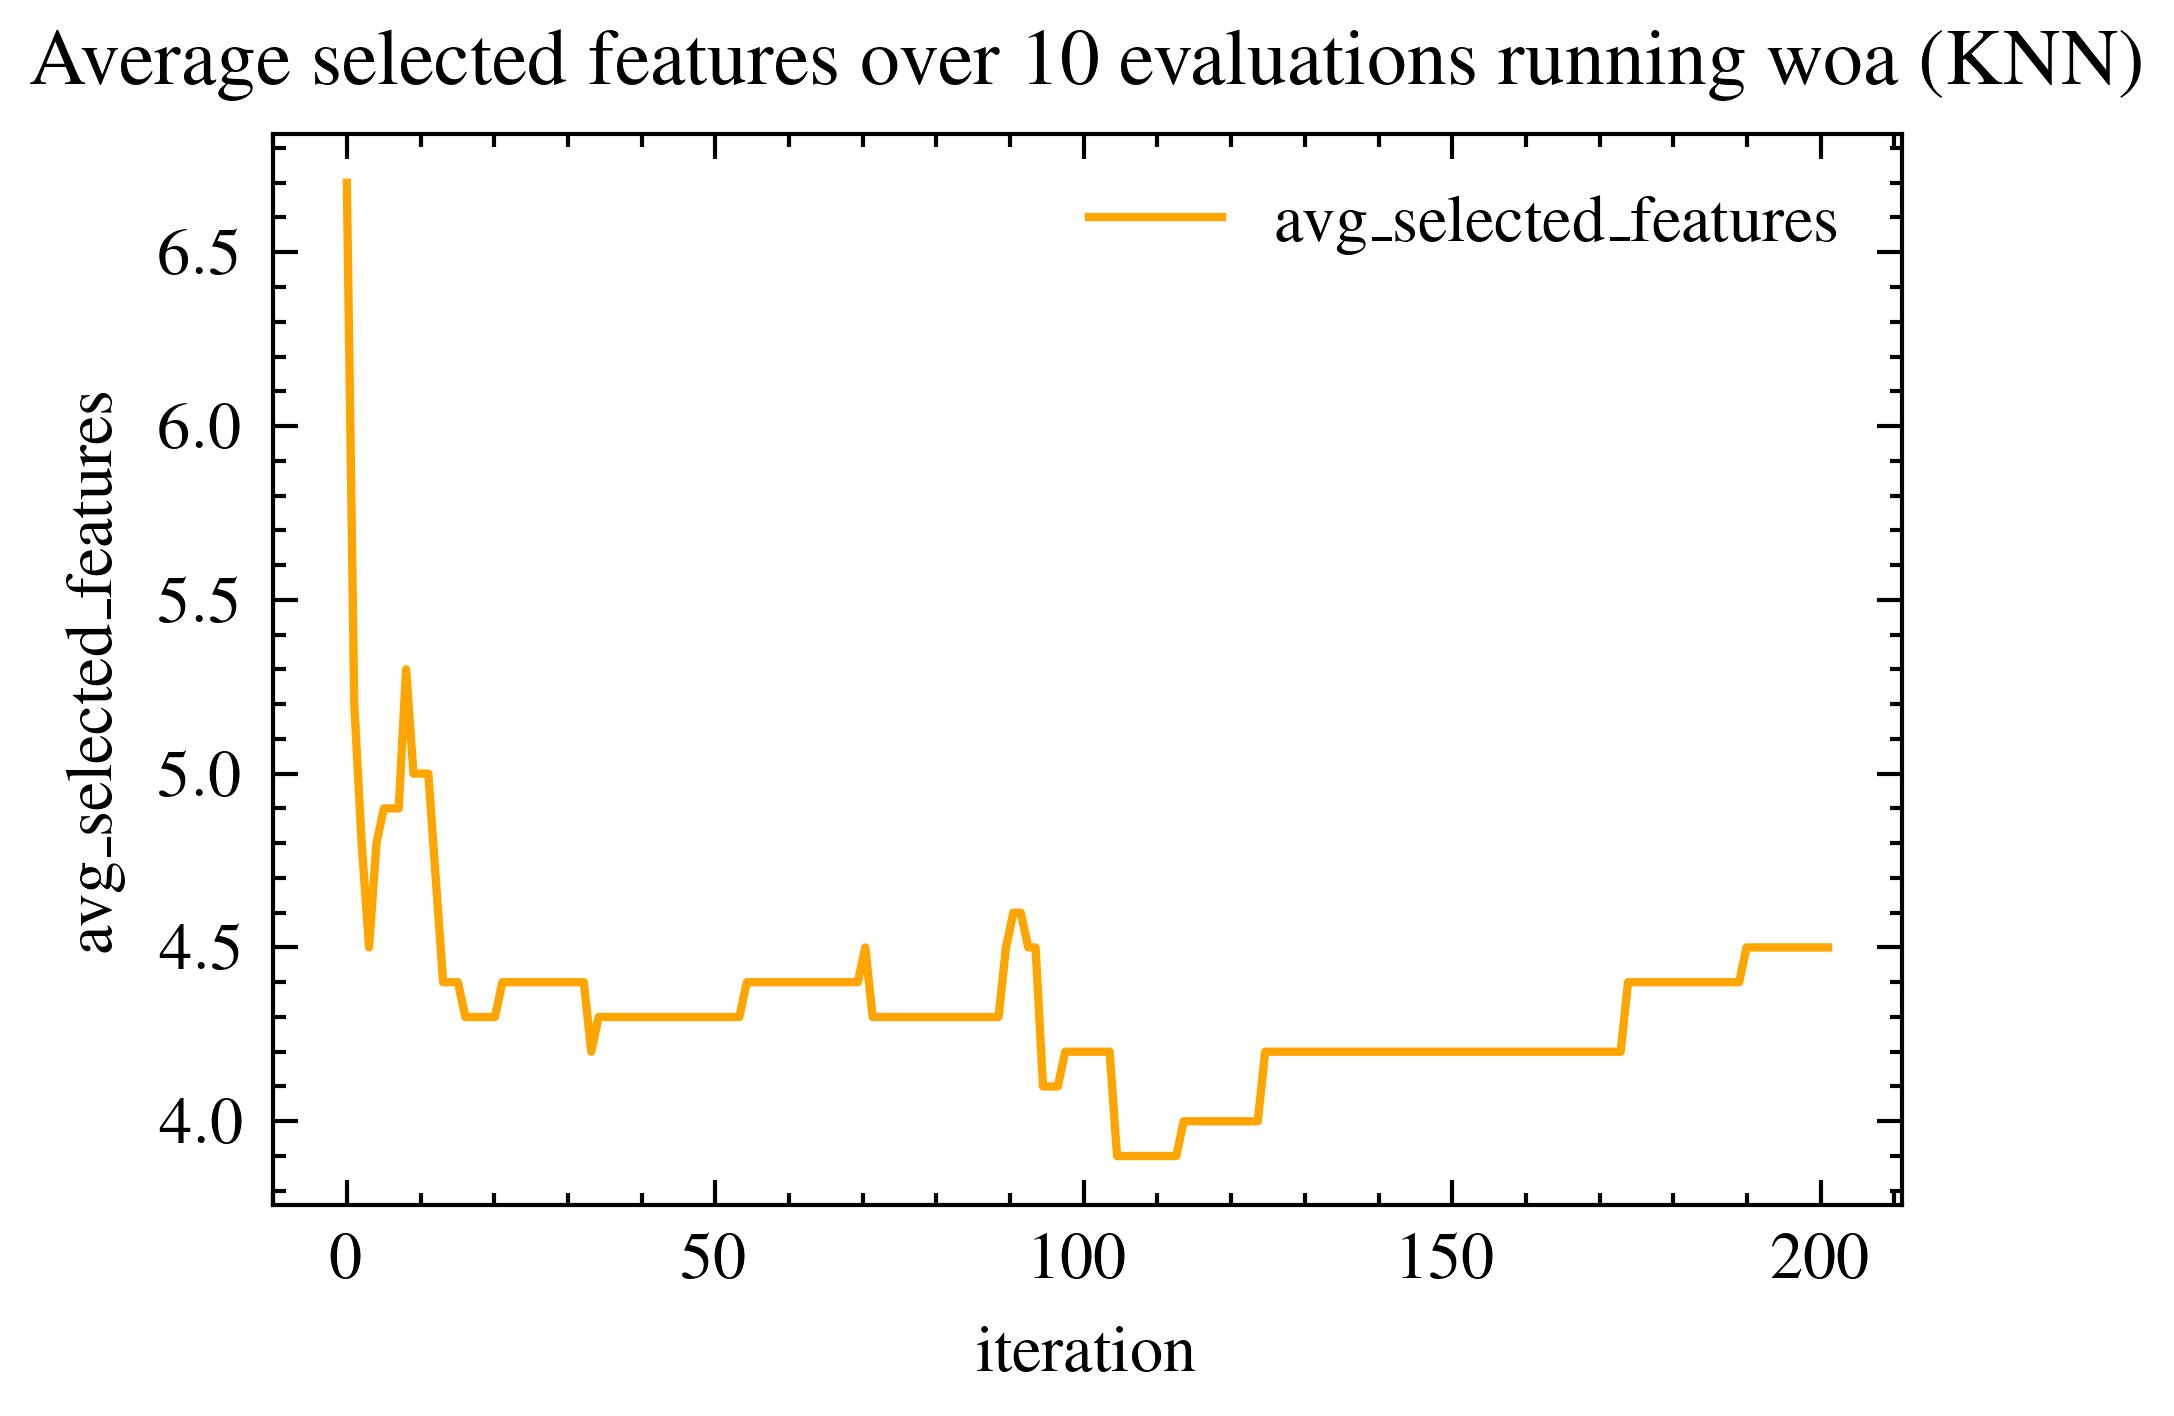 Average selected features over 10 evaluations running woa (KNN)
avg_selected_features
6.5
6.0
5.5
5.0
4.5
4.0
avg_selected_features
0 50 100 150 200
iteration